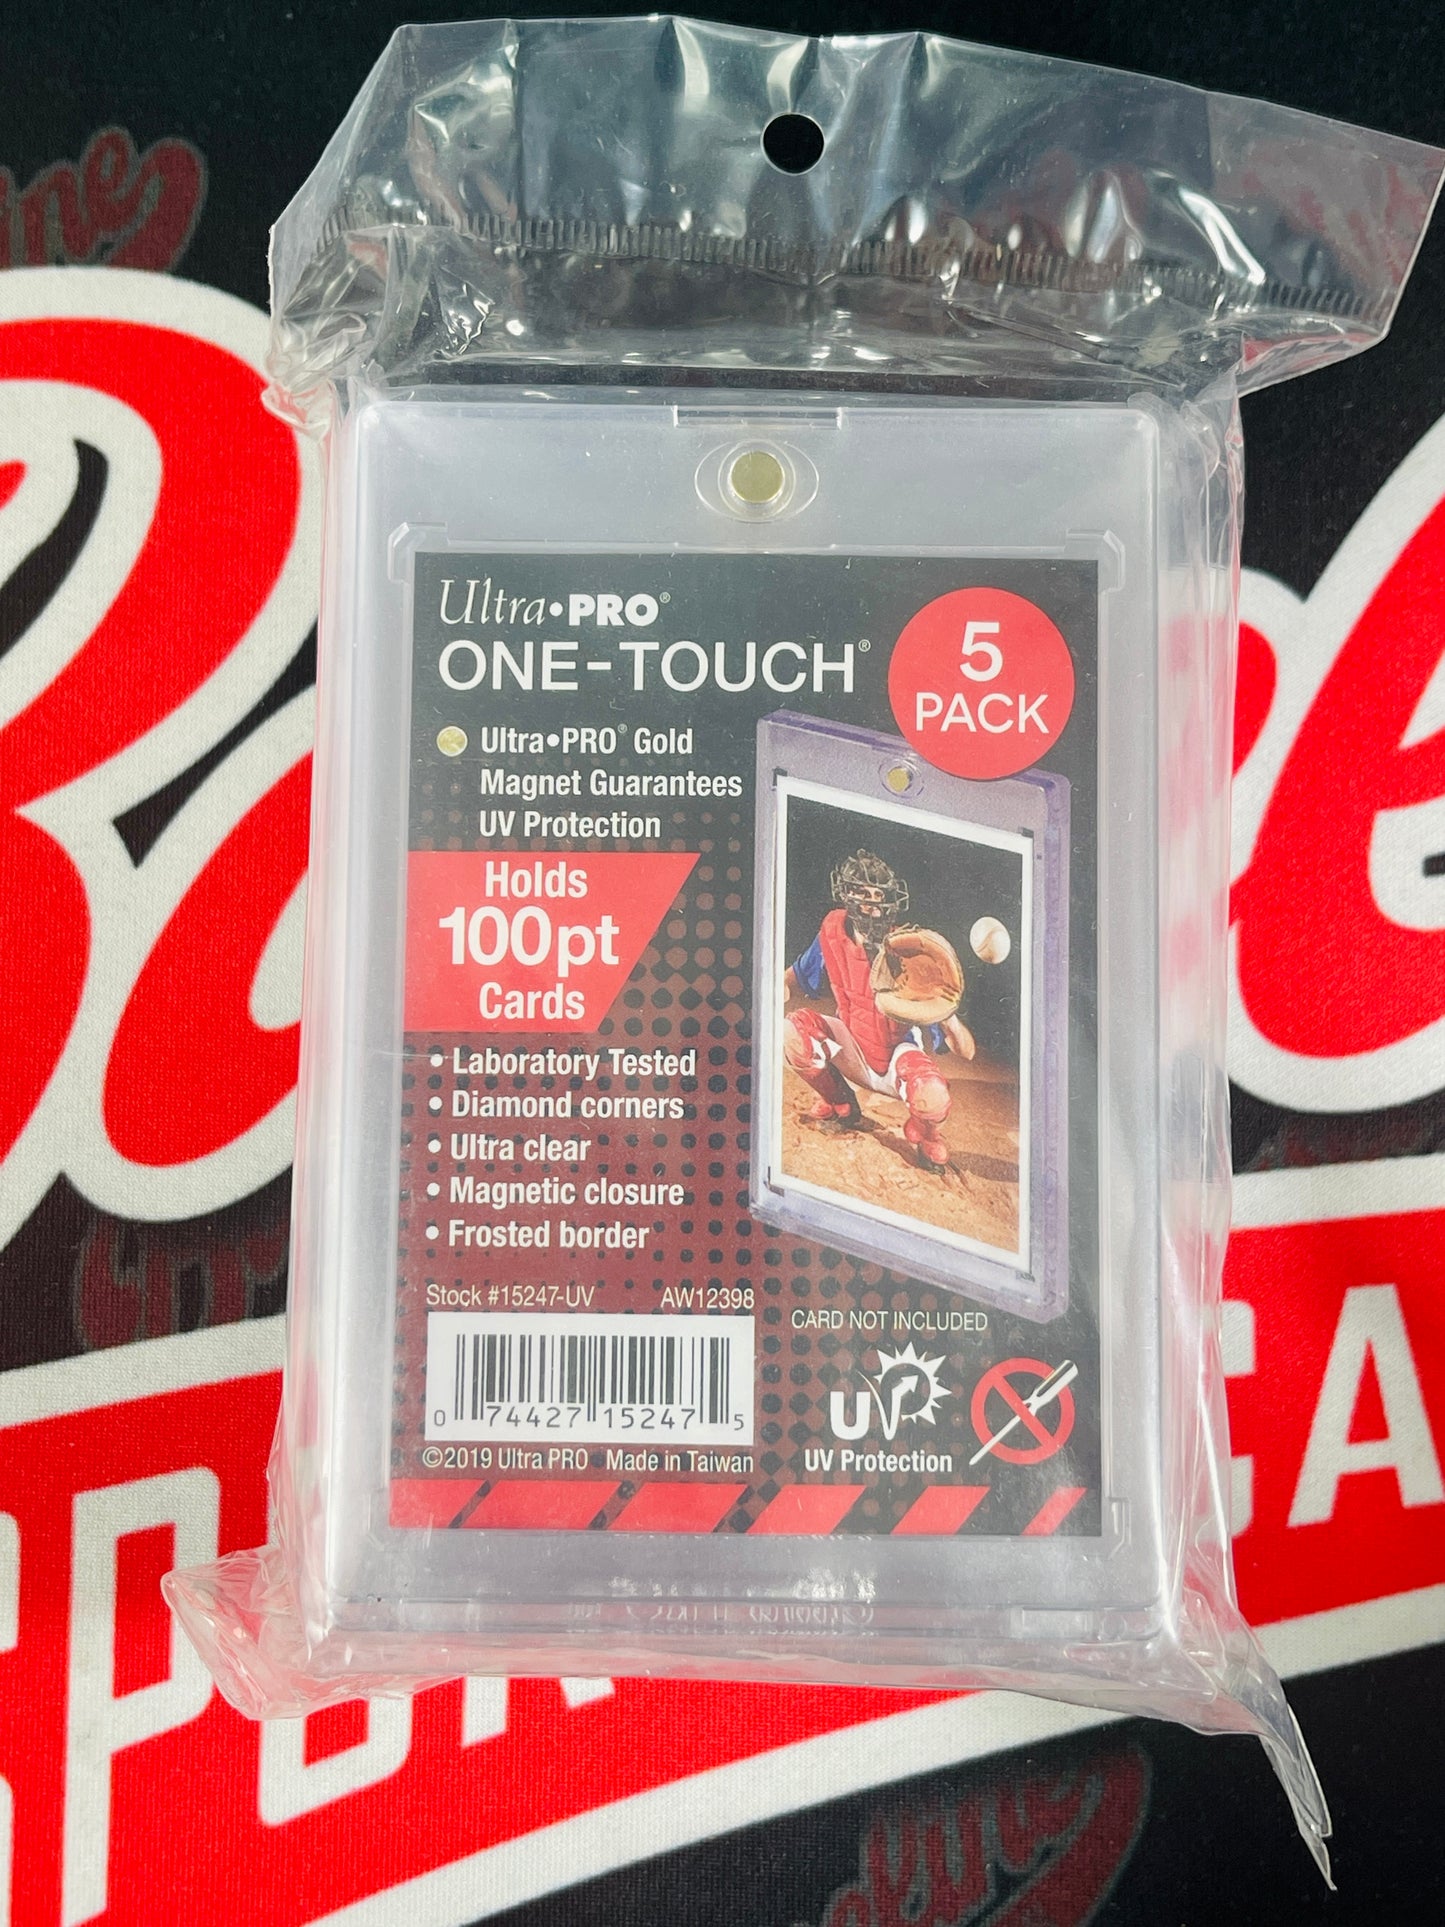 Ultra•PRO®
ONE-TOUCH®
5
PACK
Ultra•PRO® Gold
Magnet Guarantees
UV Protection
Holds
100pt
Cards
• Laboratory Tested
• Diamond corners
• Ultra clear
• Magnetic closure
• Frosted border
Stock #15247-UV AW12398
CARD NOT INCLUDED
0 74427 15247 5
UV
UV Protection
©2019 Ultra PRO Made in Taiwan